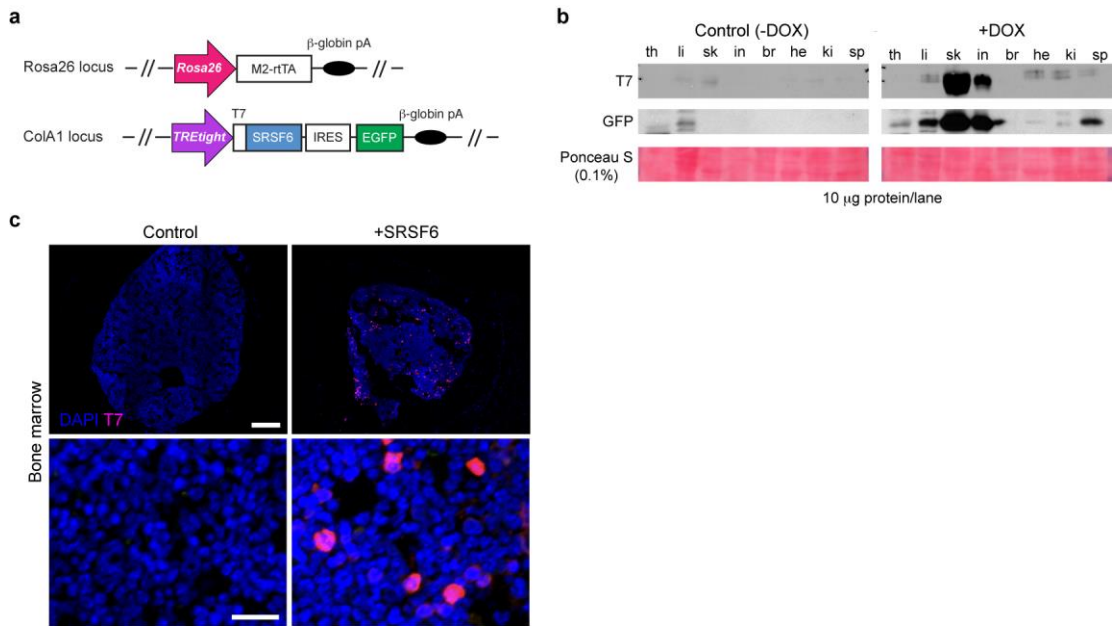 a
β-globin pA
Rosa26 locus
Rosa26
M2-rtTA
β-globin pA
T7
ColA1 locus
TREtight
SRSF6
IRES
EGFP
b
Control (-DOX)
+DOX
th li sk in br he ki sp
th li sk in br he ki sp
T7
GFP
Ponceau S
(0.1%)
10 μg protein/lane
c
Control
+SRSF6
Bone marrow
DAPI T7